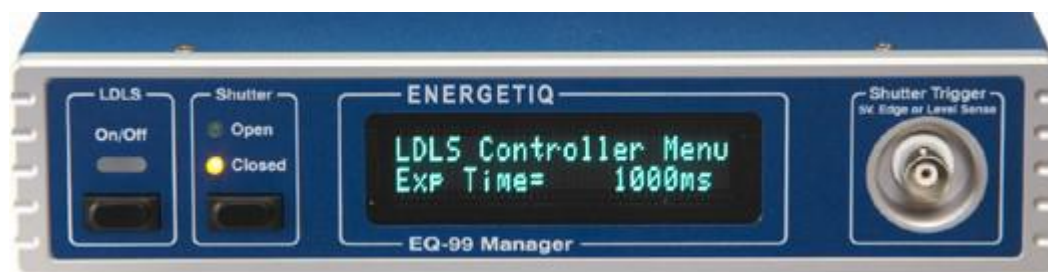 LDLS
On/Off
Shutter
Open
Closed
ENERGETIQ
LDLS Controller Menu
Exp Time= 1000ms
EQ-99 Manager
Shutter Trigger
5V, Edge or Level Sense